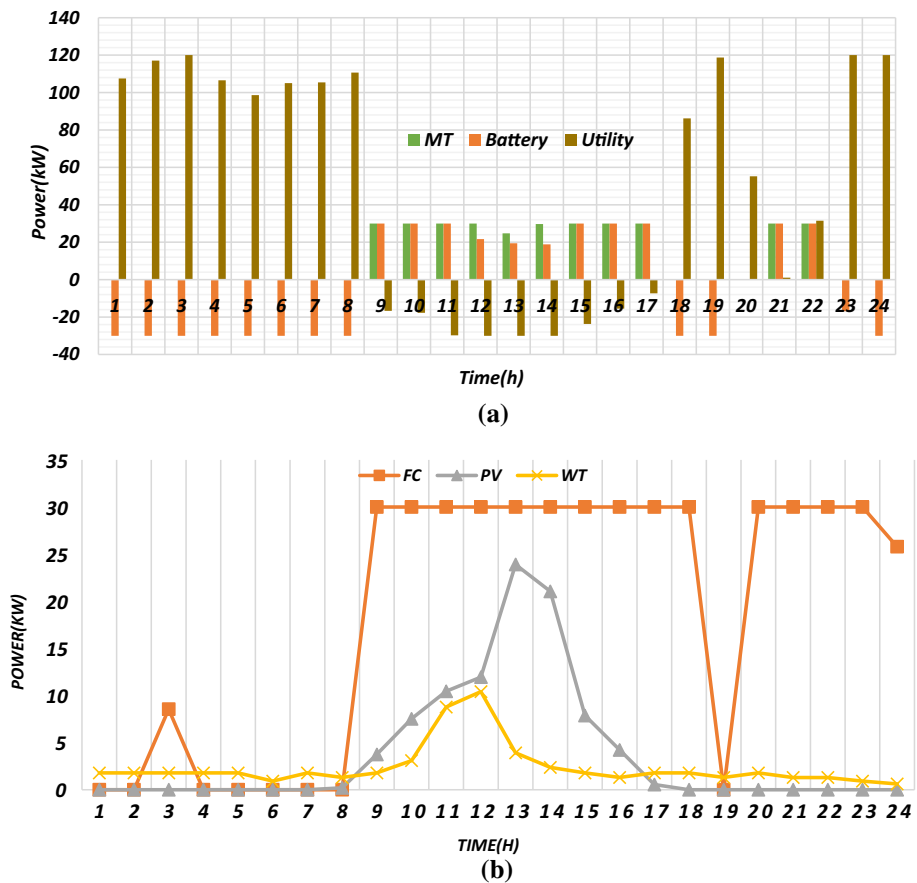 140
120
100
80
60
40
20
0
-20
-40
Power(kW)
MT Battery Utility
1 2 3 4 5 6 7 8 9 10 11 12 13 14 15 16 17 18 19 20 21 22 23 24
Time(h)
(a)
35
30
25
20
15
10
5
0
POWER(KW)
FC PV WT
1 2 3 4 5 6 7 8 9 10 11 12 13 14 15 16 17 18 19 20 21 22 23 24
TIME(H)
(b)